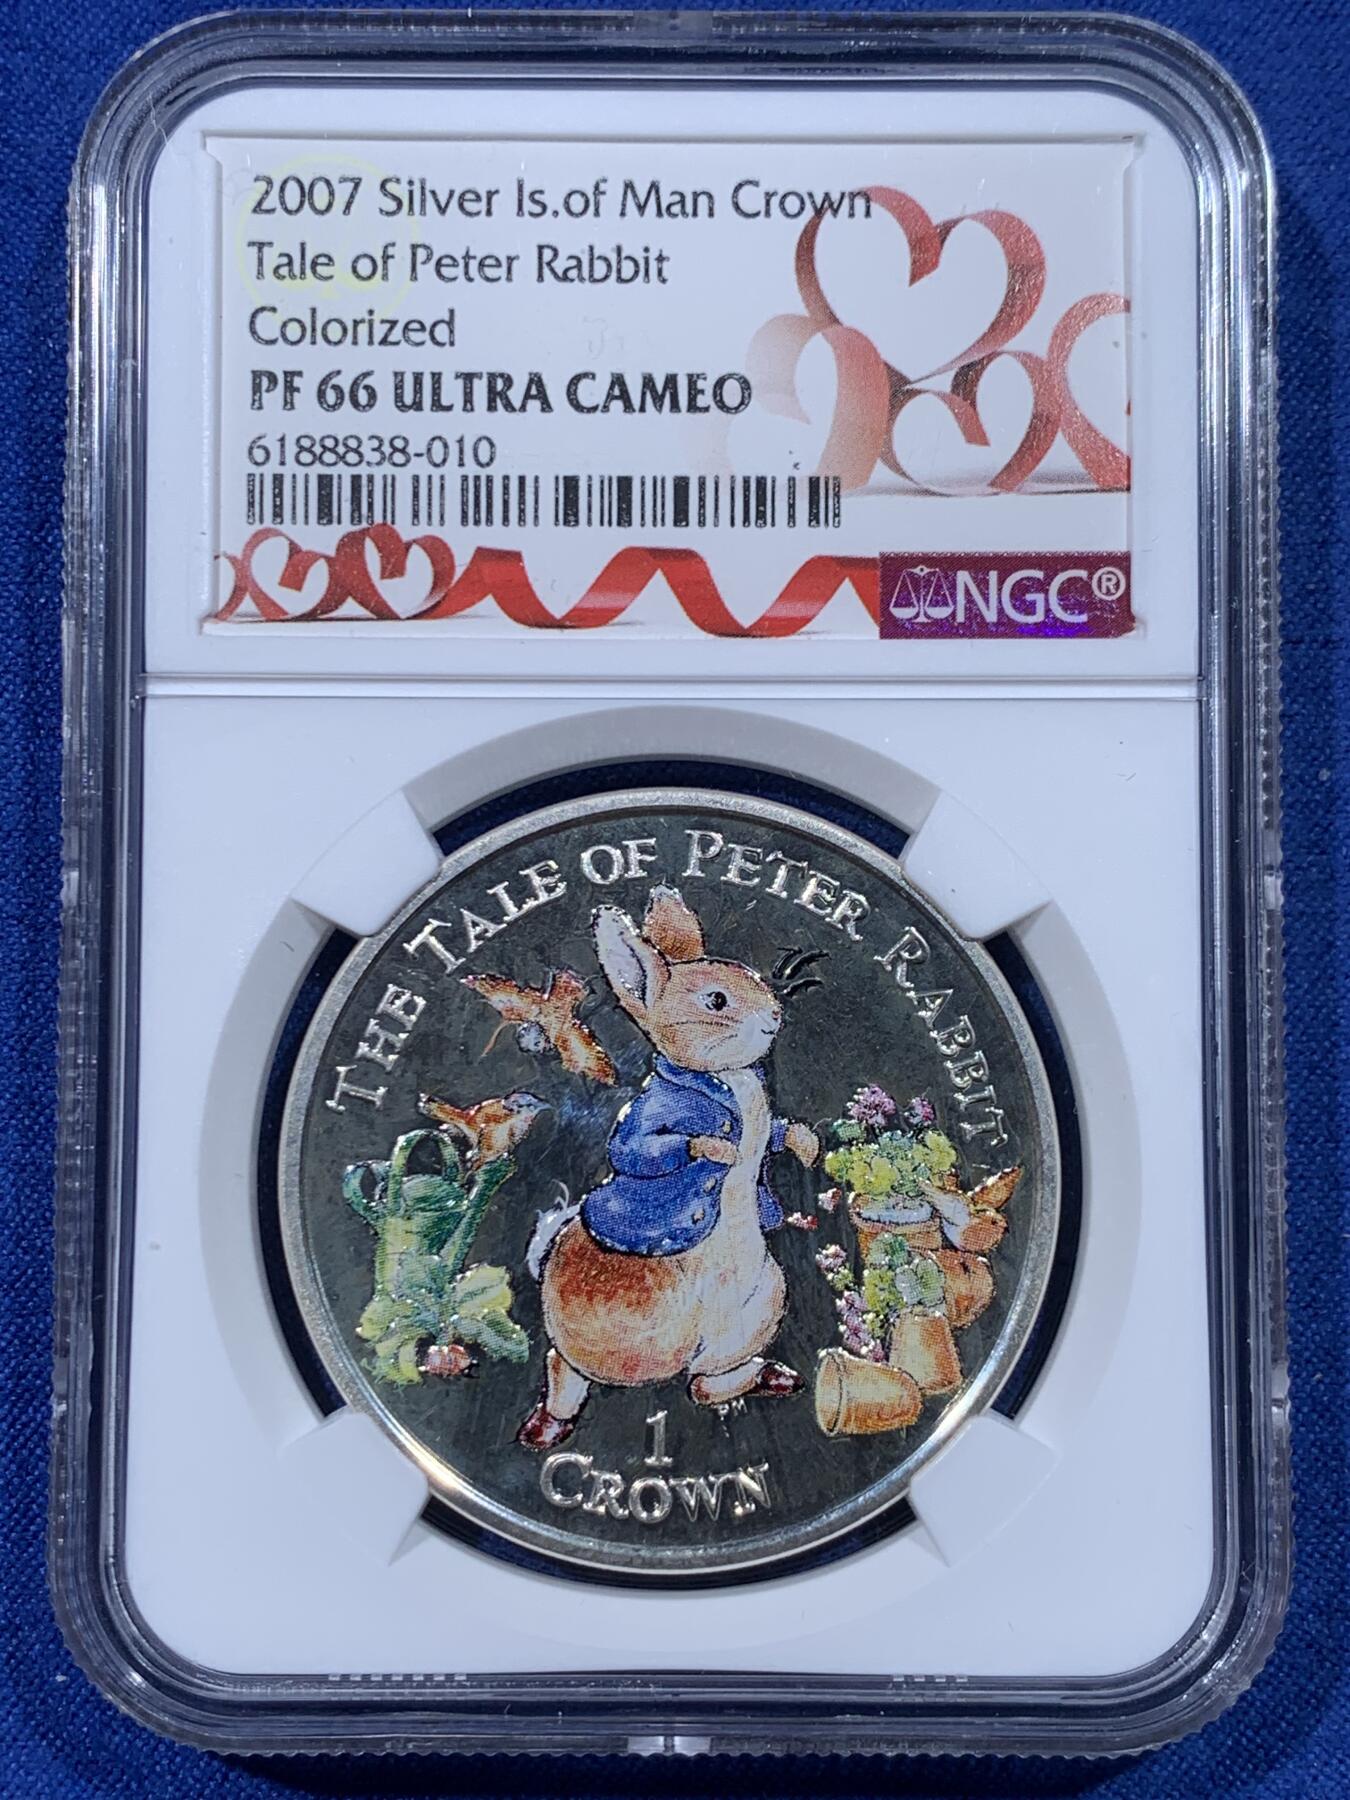 2007 Silver Is.of Man Crown
Tale of Peter Rabbit
Colorized
PF 66 ULTRA CAMEO
6188838-010
NGC®
THE TALE OF PETER RABBIT
PM
1
CROWN